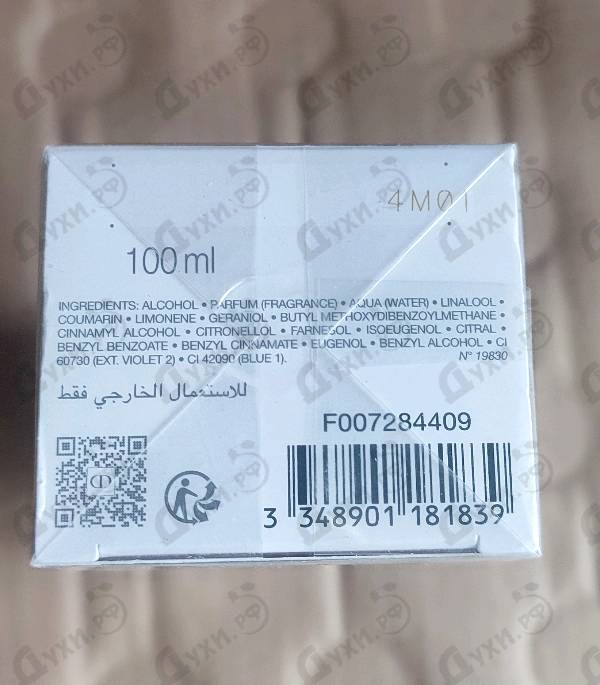 4M01
100 ml
INGREDIENTS: ALCOHOL • PARFUM (FRAGRANCE) • AQUA (WATER) • LINALOOL •
COUMARIN • LIMONENE • GERANIOL • BUTYL METHOXYDIBENZOYLMETHANE •
CINNAMYL ALCOHOL • CITRONELLOL • FARNESOL • ISOEUGENOL • CITRAL •
BENZYL BENZOATE • BENZYL CINNAMATE • EUGENOL • BENZYL ALCOHOL • CI
60730 (EXT. VIOLET 2) • CI 42090 (BLUE 1). N° 19830
للاستعمال الخارجي فقط
F007284409
3 348901 181839
Духи.РФ